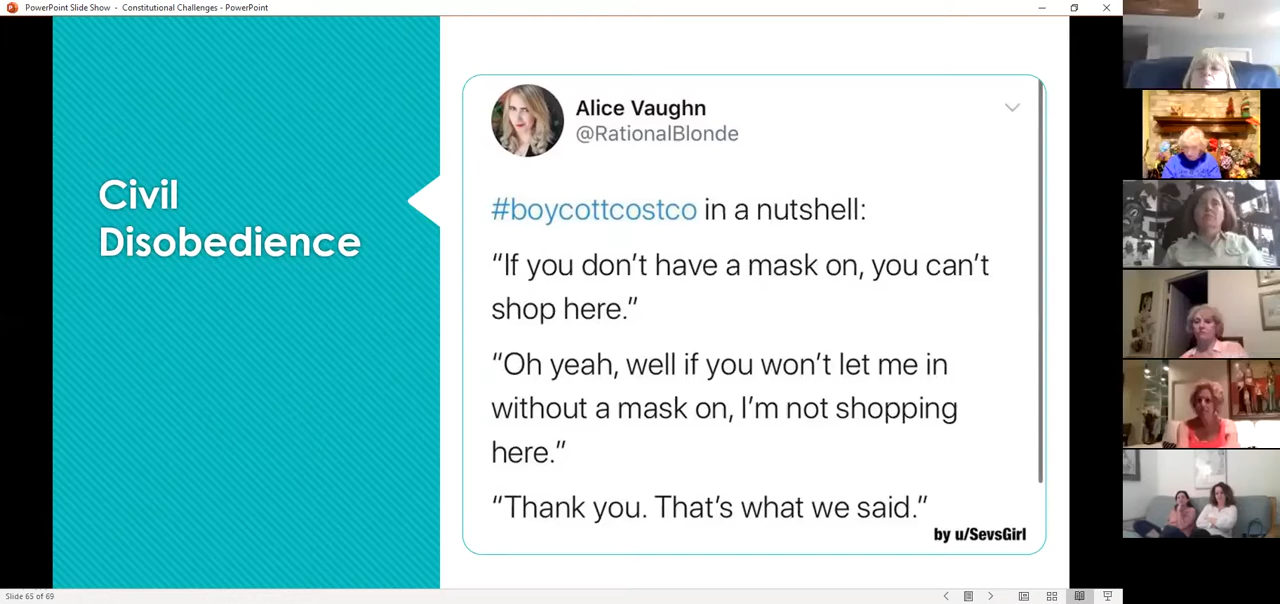 PowerPoint Slide Show - Constitutional Challenges - PowerPoint
Civil
Disobedience
Alice Vaughn
@RationalBlonde
#boycottcostco in a nutshell:
“If you don’t have a mask on, you can’t
shop here.”
“Oh yeah, well if you won’t let me in
without a mask on, I’m not shopping
here.”
“Thank you. That’s what we said.”
by u/SevsGirl
Slide 65 of 69